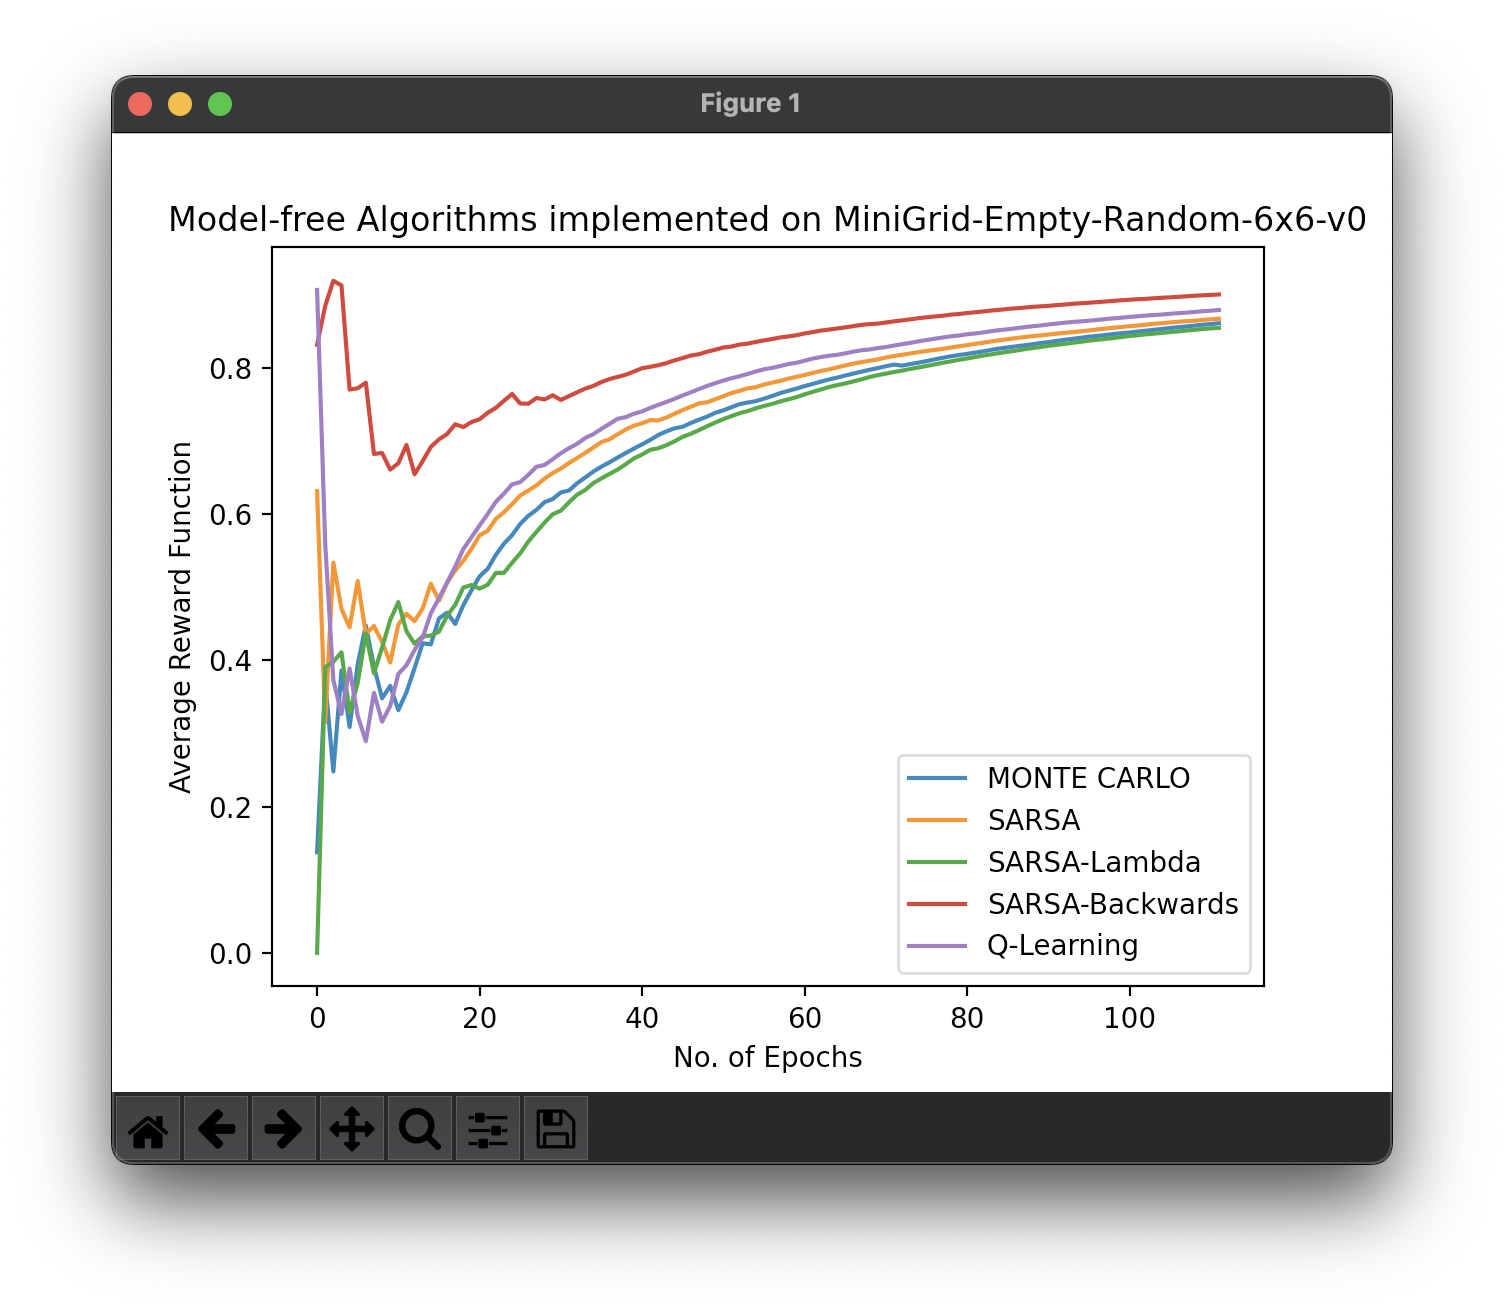 Figure 1
Model-free Algorithms implemented on MiniGrid-Empty-Random-6x6-v0
Average Reward Function
0.8
0.6
0.4
0.2
0.0
MONTE CARLO
SARSA
SARSA-Lambda
SARSA-Backwards
Q-Learning
0 20 40 60 80 100
No. of Epochs